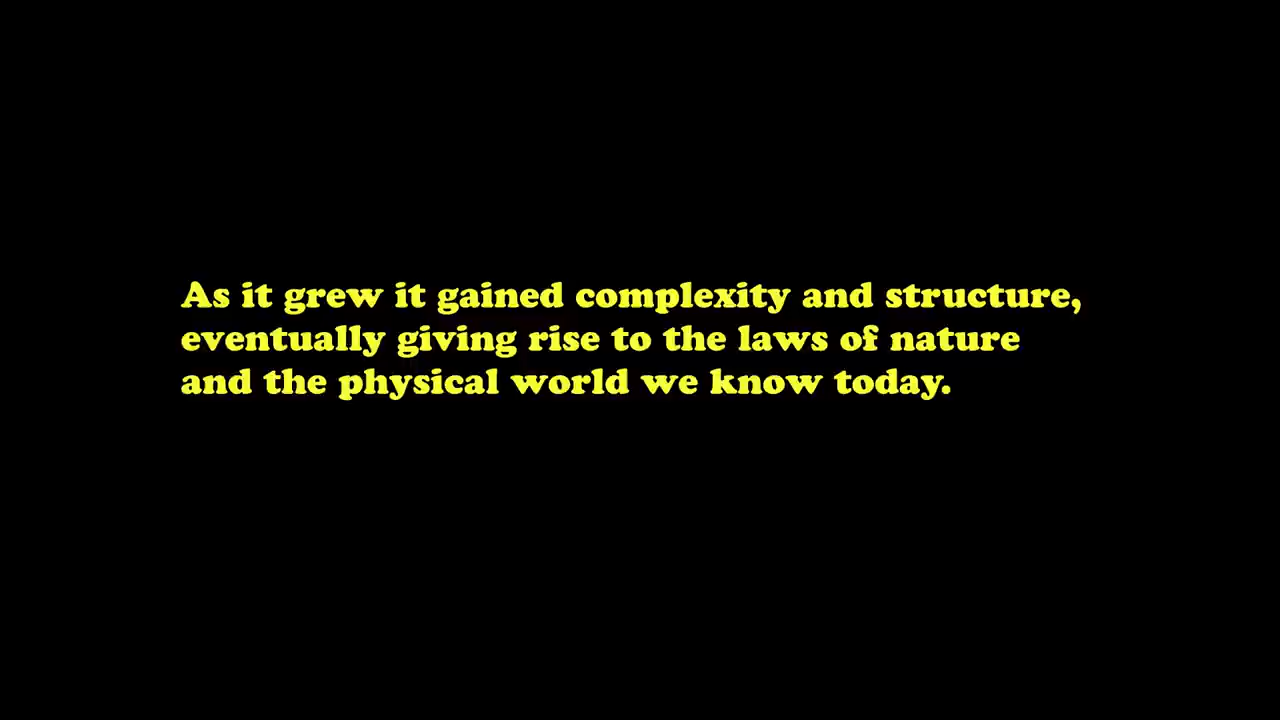 As it grew it gained complexity and structure,
eventually giving rise to the laws of nature
and the physical world we know today.